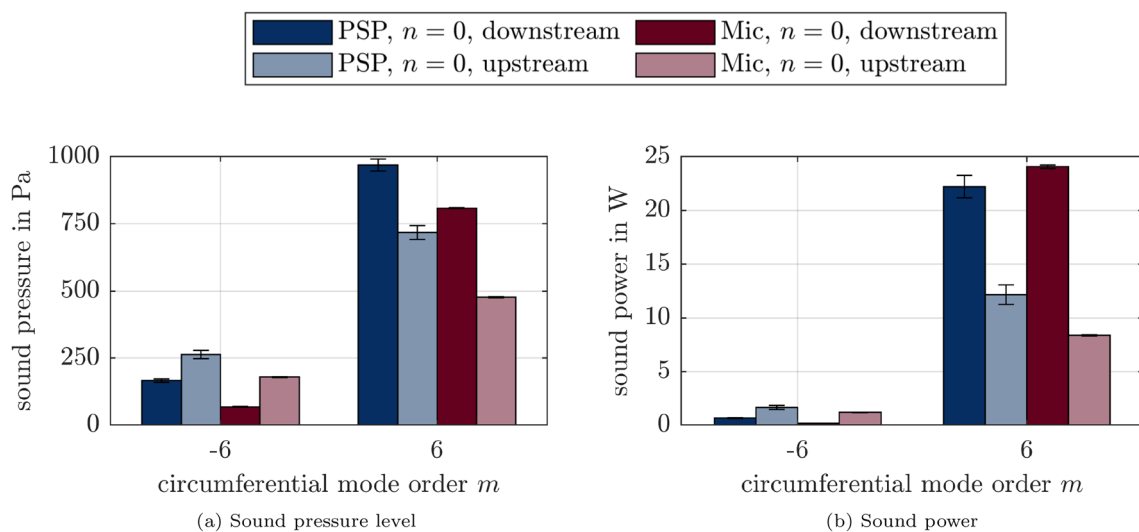 PSP, n = 0, downstream
Mic, n = 0, downstream
PSP, n = 0, upstream
Mic, n = 0, upstream
sound pressure in Pa
1000
750
500
250
0
-6
6
circumferential mode order m
(a) Sound pressure level
sound power in W
25
20
15
10
5
0
-6
6
circumferential mode order m
(b) Sound power